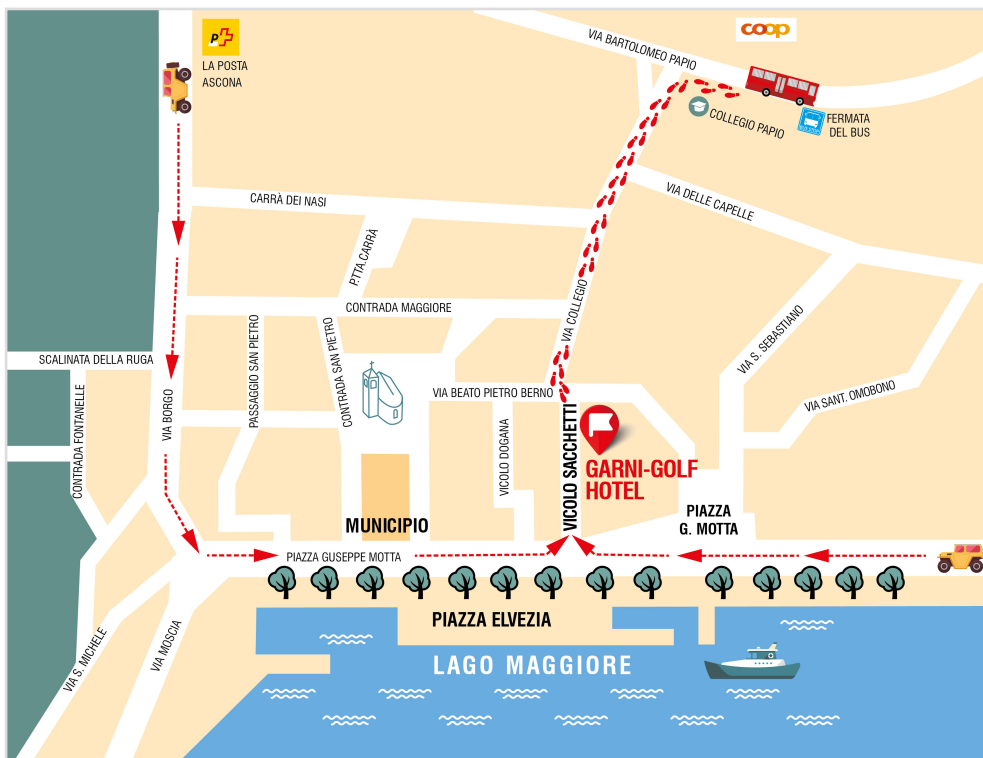 P
LA POSTA
ASCONA
coop
VIA BARTOLOMEO PAPIO
COLLEGIO PAPIO
FERMATA
DEL BUS
VIA DELLE CAPELLE
CARRÀ DEI NASI
P.TTA.CARRÀ
CONTRADA MAGGIORE
VIA COLLEGIO
VIA S. SEBASTIANO
VIA SANT. OMOBONO
SCALINATA DELLA RUGA
CONTRADA FONTANELLE
VIA BORGO
PASSAGGIO SAN PIETRO
CONTRADA SAN PIETRO
VIA BEATO PIETRO BERNO
VICOLO DOGANA
VICOLO SACCHETTI
GARNI-GOLF
HOTEL
MUNICIPIO
PIAZZA
G. MOTTA
PIAZZA GUSEPPE MOTTA
PIAZZA ELVEZIA
VIA S. MICHELE
VIA MOSCIA
LAGO MAGGIORE